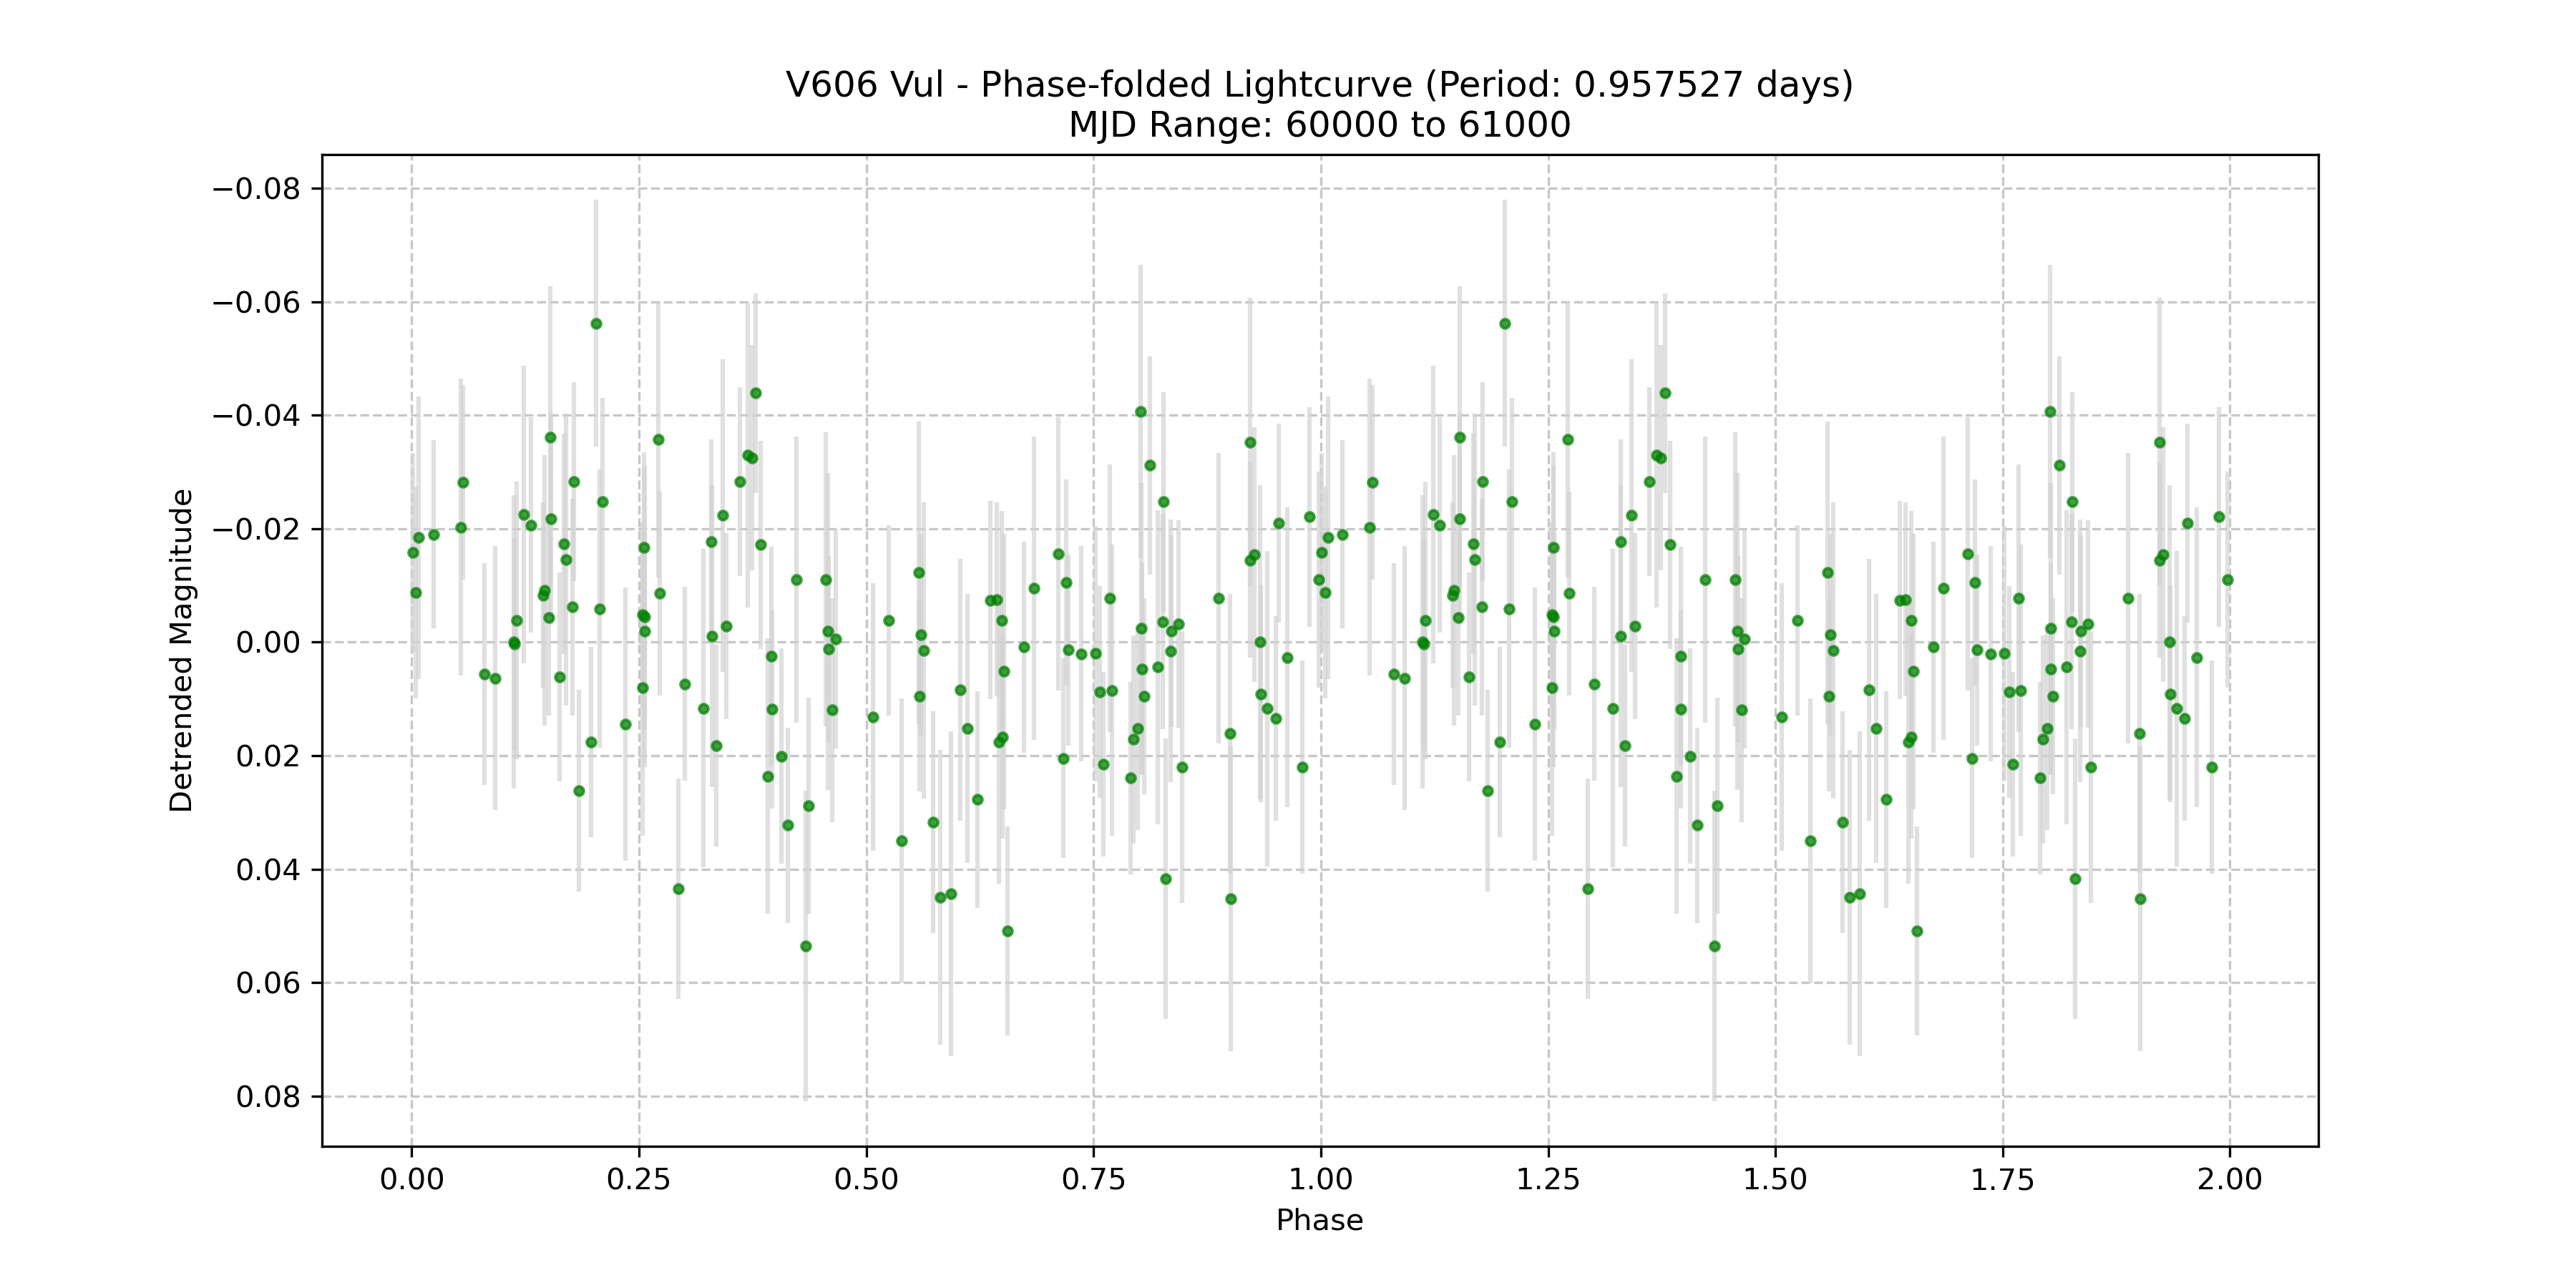 V606 Vul - Phase-folded Lightcurve (Period: 0.957527 days)
MJD Range: 60000 to 61000
Detrended Magnitude
−0.08
−0.06
−0.04
−0.02
0.00
0.02
0.04
0.06
0.08
0.00 0.25 0.50 0.75 1.00 1.25 1.50 1.75 2.00
Phase